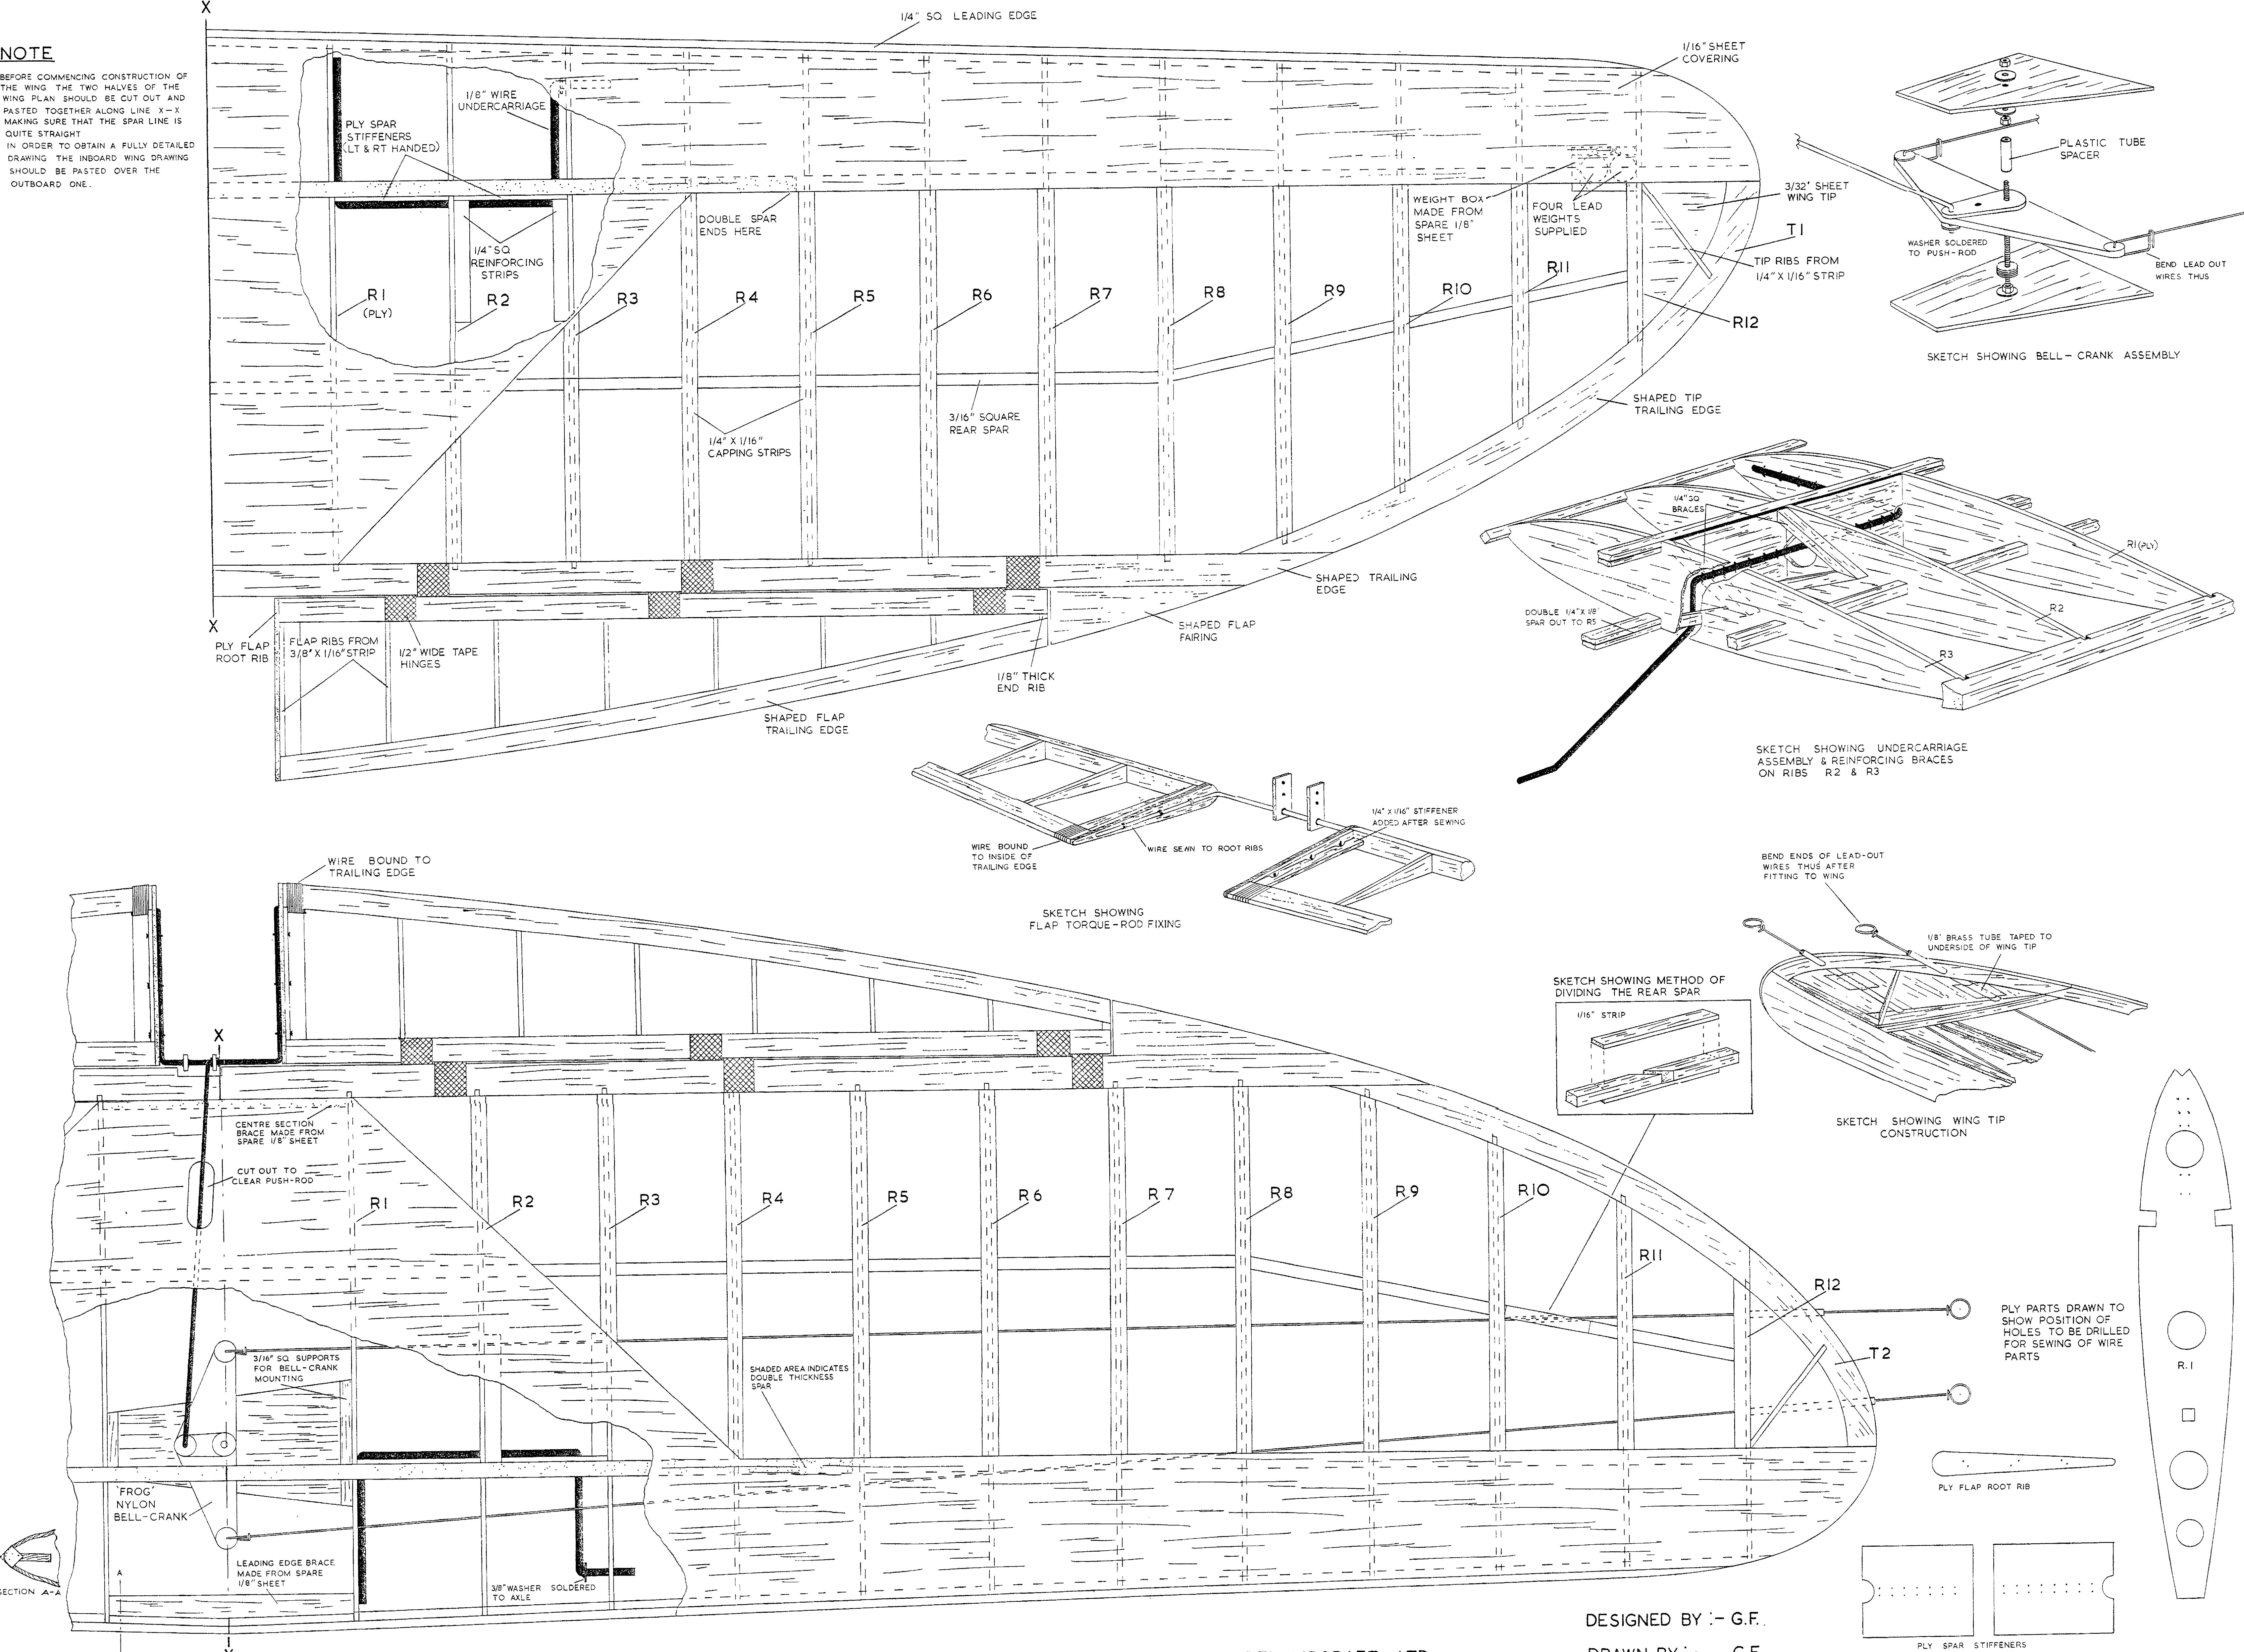 X
1/4" SQ LEADING EDGE
NOTE
BEFORE COMMENCING CONSTRUCTION OF
THE WING THE TWO HALVES OF THE
WING PLAN SHOULD BE CUT OUT AND
PASTED TOGETHER ALONG LINE X-X
MAKING SURE THAT THE SPAR LINE IS
QUITE STRAIGHT
IN ORDER TO OBTAIN A FULLY DETAILED
DRAWING THE INBOARD WING DRAWING
SHOULD BE PASTED OVER THE
OUTBOARD ONE.
1/16" SHEET
COVERING
1/8" WIRE
UNDERCARRIAGE
PLY SPAR
STIFFENERS
(LT & RT HANDED)
DOUBLE SPAR
ENDS HERE
1/4" SQ
REINFORCING
STRIPS
WEIGHT BOX
MADE FROM
SPARE 1/8"
SHEET
FOUR LEAD
WEIGHTS
SUPPLIED
3/32" SHEET
WING TIP
T1
TIP RIBS FROM
1/4" X 1/16" STRIP
R1
(PLY)
R2
R3
R4
R5
R6
R7
R8
R9
R10
R11
R12
3/16" SQUARE
REAR SPAR
1/4" X 1/16"
CAPPING STRIPS
SHAPED TIP
TRAILING EDGE
SHAPED TRAILING
EDGE
SHAPED FLAP
FAIRING
X
PLY FLAP
ROOT RIB
FLAP RIBS FROM
3/8" X 1/16" STRIP
1/2" WIDE TAPE
HINGES
1/8" THICK
END RIB
SHAPED FLAP
TRAILING EDGE
PLASTIC TUBE
SPACER
WASHER SOLDERED
TO PUSH-ROD
BEND LEAD OUT
WIRES THUS
SKETCH SHOWING BELL-CRANK ASSEMBLY
1/4" SQ
BRACES
R1 (PLY)
R2
R3
DOUBLE 1/4" X 1/8"
SPAR OUT TO R5
SKETCH SHOWING UNDERCARRIAGE
ASSEMBLY & REINFORCING BRACES
ON RIBS R2 & R3
1/4" X 1/16" STIFFENER
ADDED AFTER SEWING
WIRE BOUND
TO INSIDE OF
TRAILING EDGE
WIRE SEWN TO ROOT RIBS
SKETCH SHOWING
FLAP TORQUE-ROD FIXING
BEND ENDS OF LEAD-OUT
WIRES THUS AFTER
FITTING TO WING
1/8" BRASS TUBE TAPED TO
UNDERSIDE OF WING TIP
SKETCH SHOWING WING TIP
CONSTRUCTION
SKETCH SHOWING METHOD OF
DIVIDING THE REAR SPAR
1/16" STRIP
WIRE BOUND TO
TRAILING EDGE
X
CENTRE SECTION
BRACE MADE FROM
SPARE 1/8" SHEET
CUT OUT TO
CLEAR PUSH-ROD
R1
R2
R3
R4
R5
R6
R7
R8
R9
R10
R11
R12
T2
3/16" SQ SUPPORTS
FOR BELL-CRANK
MOUNTING
SHADED AREA INDICATES
DOUBLE THICKNESS
SPAR
'FROG'
NYLON
BELL-CRANK
LEADING EDGE BRACE
MADE FROM SPARE
1/8" SHEET
3/8" WASHER SOLDERED
TO AXLE
A
SECTION A-A
PLY PARTS DRAWN TO
SHOW POSITION OF
HOLES TO BE DRILLED
FOR SEWING OF WIRE
PARTS
R.1
PLY FLAP ROOT RIB
PLY SPAR STIFFENERS
DESIGNED BY :- G.F.
DRAWN BY :- G.F.